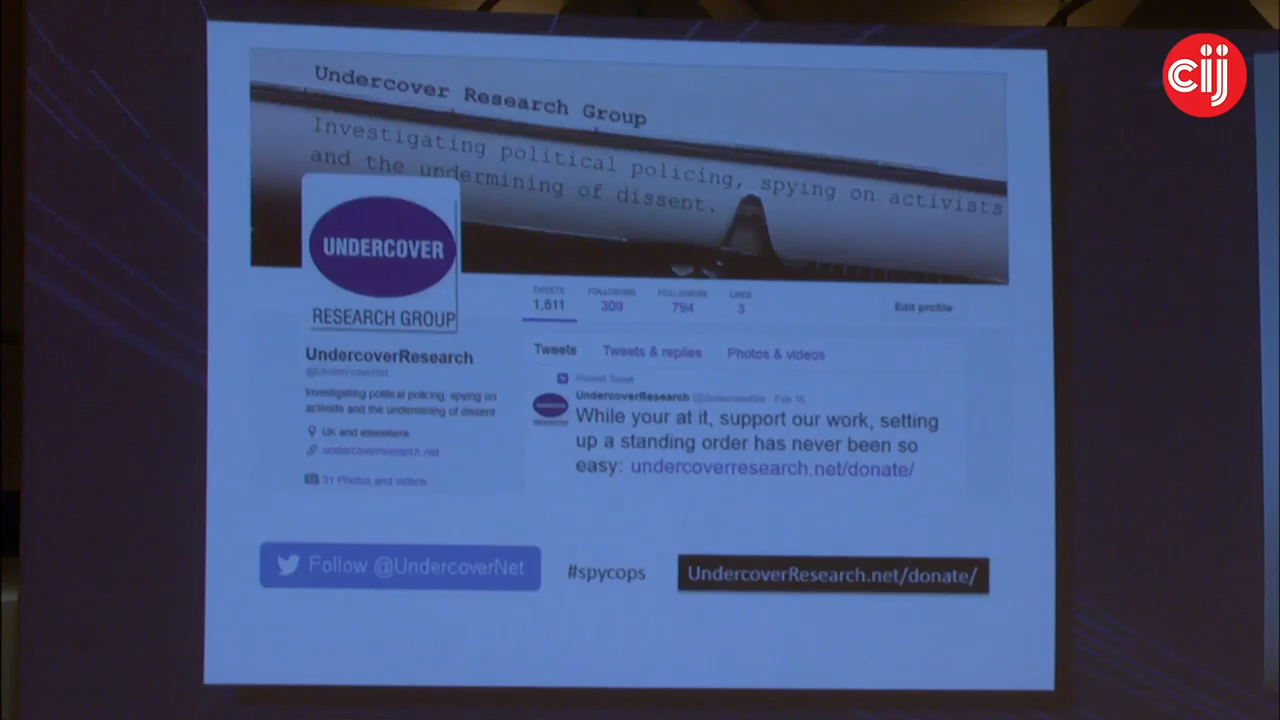 cij
Undercover Research Group
Investigating political policing, spying on activists
and the undermining of dissent.
UNDERCOVER
RESEARCH GROUP
TWEETS FOLLOWING FOLLOWERS LIKES
1,511 309 794 3
Edit profile
UndercoverResearch
@UndercoverNet
Investigating political policing, spying on
activists and the undermining of dissent
UK and elsewhere
undercoverresearch.net
31 Photos and videos
Tweets Tweets & replies Photos & videos
Pinned Tweet
UndercoverResearch @UndercoverNet · Feb
While your at it, support our work, setting
up a standing order has never been so
easy: undercoverresearch.net/donate/
Follow @UndercoverNet
#spycops
UndercoverResearch.net/donate/